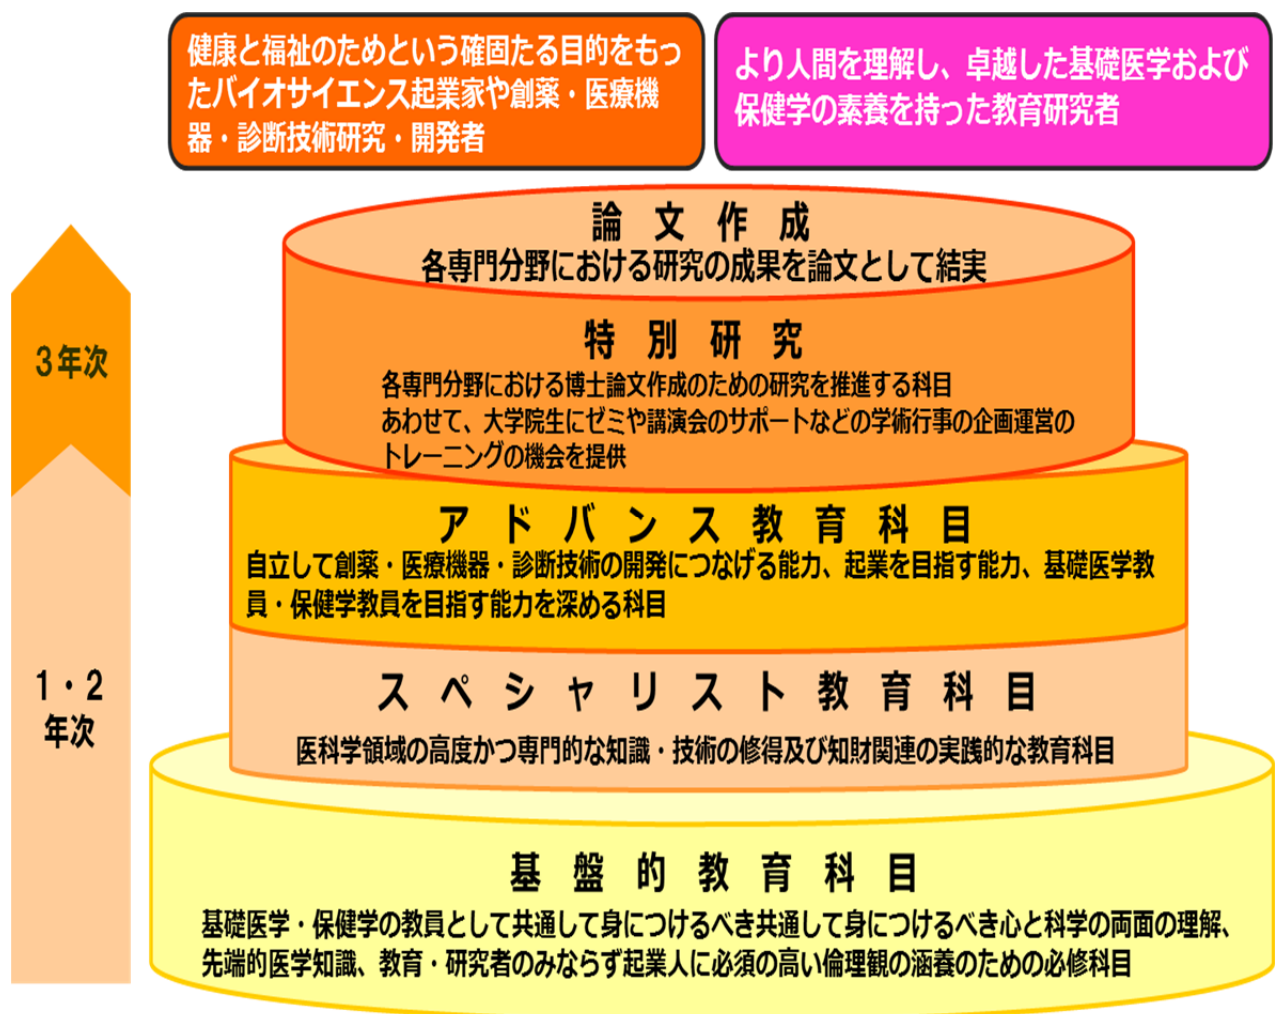 健康と福祉のためという確固たる目的をもっ
たバイオサイエンス起業家や創薬・医療機
器・診断技術研究・開発者
より人間を理解し、卓越した基礎医学および
保健学の素養を持った教育研究者
論文作成
各専門分野における研究の成果を論文として結実
特別研究
各専門分野における博士論文作成のための研究を推進する科目
あわせて、大学院生にゼミや講演会のサポートなどの学術行事の企画運営の
トレーニングの機会を提供
3年次
アドバンス教育科目
自立して創薬・医療機器・診断技術の開発につなげる能力、起業を目指す能力、基礎医学教
員・保健学教員を目指す能力を深める科目
スペシャリスト教育科目
医科学領域の高度かつ専門的な知識・技術の修得及び知財関連の実践的な教育科目
1・2
年次
基盤的教育科目
基礎医学・保健学の教員として共通して身につけるべき共通して身につけるべき心と科学の両面の理解、
先端的医学知識、教育・研究者のみならず起業人に必須の高い倫理観の涵養のための必修科目